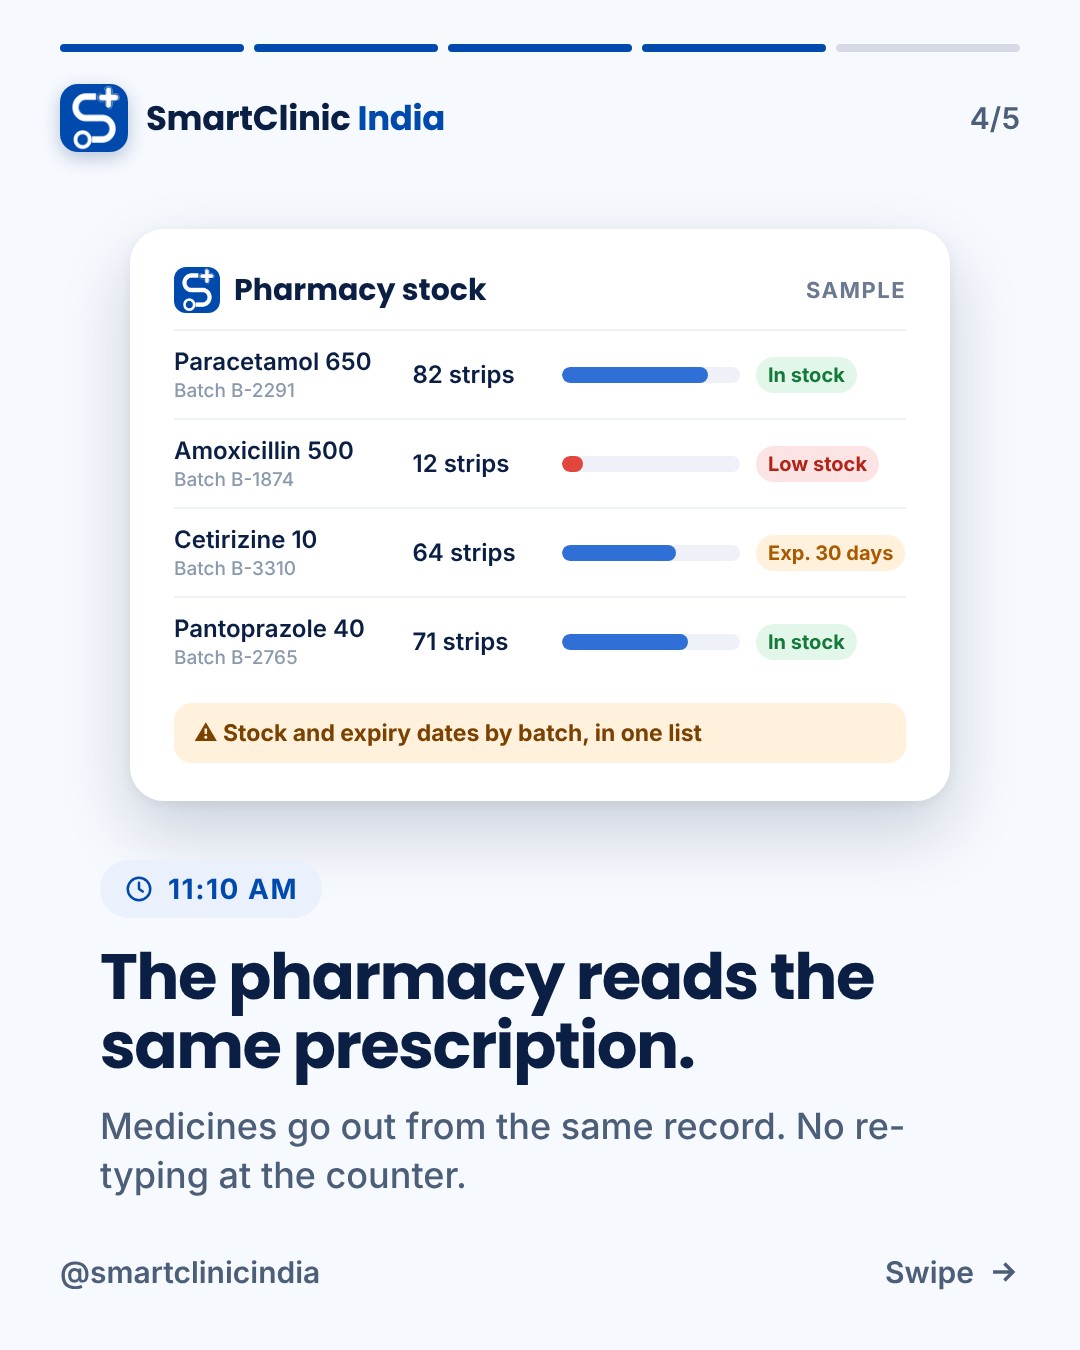 SmartClinic India
4/5
Pharmacy stock
SAMPLE
Paracetamol 650
Batch B-2291
82 strips
In stock
Amoxicillin 500
Batch B-1874
12 strips
Low stock
Cetirizine 10
Batch B-3310
64 strips
Exp. 30 days
Pantoprazole 40
Batch B-2765
71 strips
In stock
⚠ Stock and expiry dates by batch, in one list
11:10 AM
The pharmacy reads the
same prescription.
Medicines go out from the same record. No re-
typing at the counter.
@smartclinicindia
Swipe →